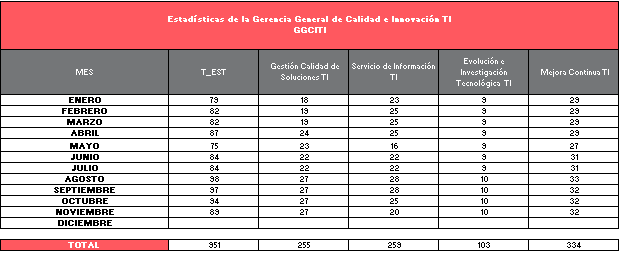 Estadísticas de la Gerencia General de Calidad e Innovación TI
GGCITI
MES T_EST Gestión Calidad de Soluciones TI Servicio de Información TI Evolución e Investigación Tecnológica TI Mejora Continua TI
ENERO 79 18 23 9 29
FEBRERO 82 19 25 9 29
MARZO 82 19 25 9 29
ABRIL 87 24 25 9 29
MAYO 75 23 16 9 27
JUNIO 84 22 22 9 31
JULIO 84 22 22 9 31
AGOSTO 98 27 28 10 33
SEPTIEMBRE 97 27 28 10 32
OCTUBRE 94 27 25 10 32
NOVIEMBRE 89 27 20 10 32
DICIEMBRE
TOTAL 951 255 259 103 334